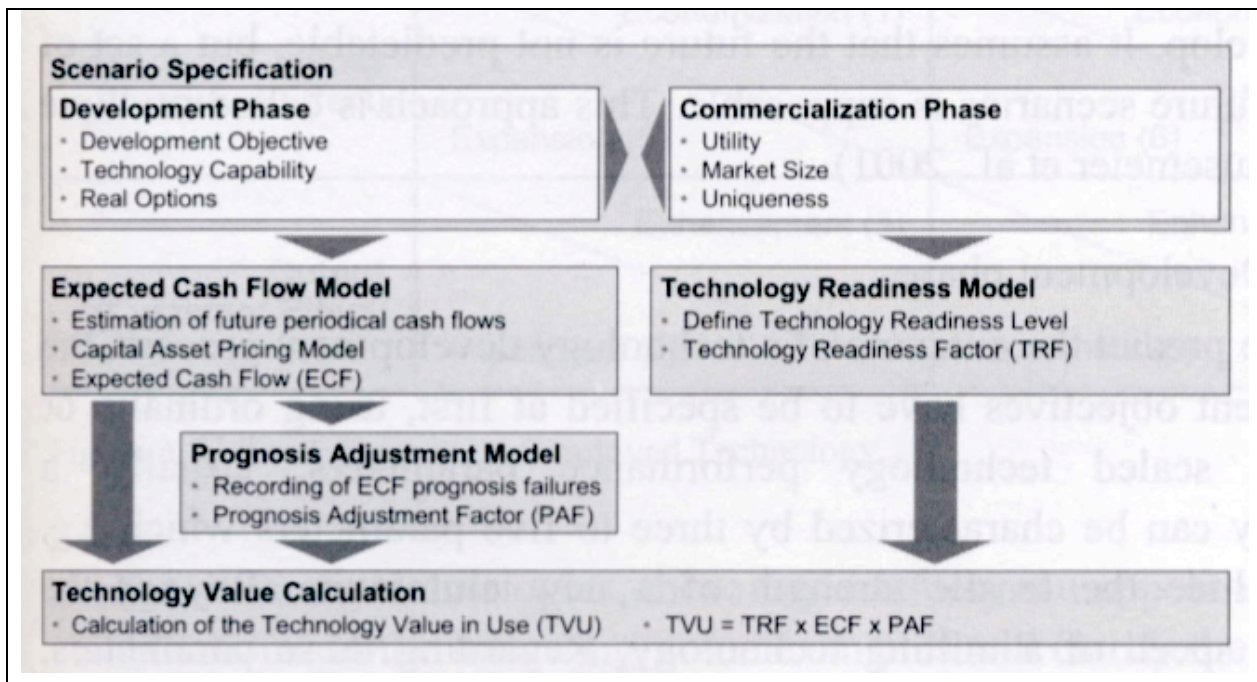 Scenario Specification
Development Phase
• Development Objective
• Technology Capability
• Real Options
Commercialization Phase
• Utility
• Market Size
• Uniqueness
Expected Cash Flow Model
• Estimation of future periodical cash flows
• Capital Asset Pricing Model
• Expected Cash Flow (ECF)
Technology Readiness Model
• Define Technology Readiness Level
• Technology Readiness Factor (TRF)
Prognosis Adjustment Model
• Recording of ECF prognosis failures
• Prognosis Adjustment Factor (PAF)
Technology Value Calculation
• Calculation of the Technology Value in Use (TVU)
• TVU = TRF x ECF x PAF